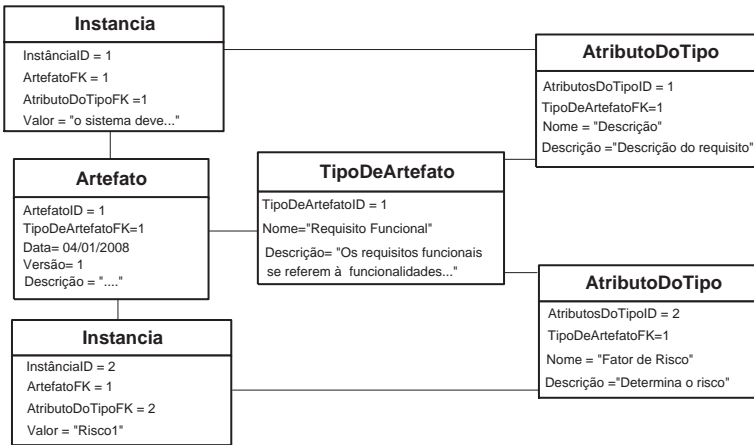 Instancia
InstânciaID = 1
ArtefatoFK = 1
AtributoDoTipoFK =1
Valor = "o sistema deve..."
AtributoDoTipo
AtributosDoTipoID = 1
TipoDeArtefatoFK=1
Nome = "Descrição"
Descrição ="Descrição do requisito"
Artefato
ArtefatoID = 1
TipoDeArtefatoFK=1
Data= 04/01/2008
Versão= 1
Descrição = "...."
TipoDeArtefato
TipoDeArtefatoID = 1
Nome="Requisito Funcional"
Descrição= "Os requisitos funcionais
se referem à funcionalidades..."
AtributoDoTipo
AtributosDoTipoID = 2
TipoDeArtefatoFK=1
Nome = "Fator de Risco"
Descrição ="Determina o risco"
Instancia
InstânciaID = 2
ArtefatoFK = 1
AtributoDoTipoFK = 2
Valor = "Risco1"